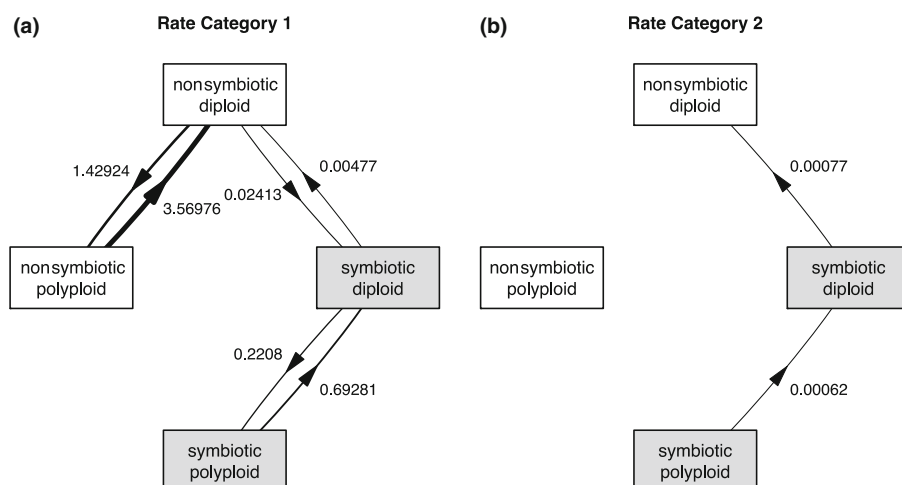 (a)
Rate Category 1
nonsymbiotic
diploid
1.42924
3.56976
0.02413
0.00477
nonsymbiotic
polyploid
symbiotic
diploid
0.2208
0.69281
symbiotic
polyploid
(b)
Rate Category 2
nonsymbiotic
diploid
0.00077
nonsymbiotic
polyploid
symbiotic
diploid
0.00062
symbiotic
polyploid